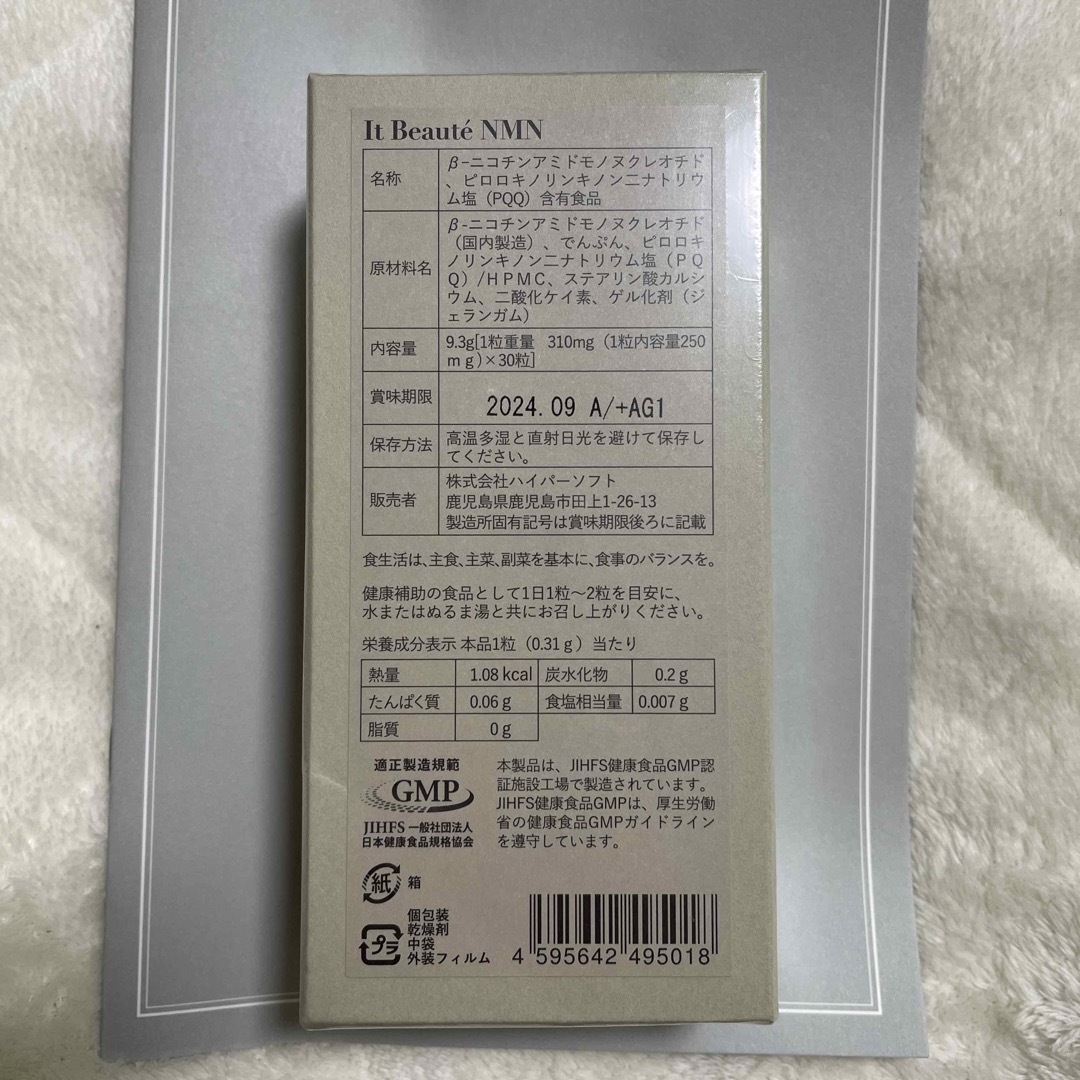 It Beauté NMN
名称
β-ニコチンアミドモノヌクレオチド
、ピロロキノリンキノン二ナトリウ
ム塩（PQQ）含有食品
原材料名
β-ニコチンアミドモノヌクレオチド
（国内製造）、でんぷん、ピロロキ
ノリンキノン二ナトリウム塩（ＰＱ
Ｑ）/ＨＰＭＣ、ステアリン酸カルシ
ウム、二酸化ケイ素、ゲル化剤（ジ
ェランガム）
内容量
9.3g[1粒重量　310mg（1粒内容量250
ｍｇ）×30粒]
賞味期限
2024.09 A/+AG1
保存方法
高温多湿と直射日光を避けて保存し
てください。
販売者
株式会社ハイパーソフト
鹿児島県鹿児島市田上1-26-13
製造所固有記号は賞味期限後ろに記載
食生活は、主食、主菜、副菜を基本に、食事のバランスを。
健康補助の食品として1日1粒～2粒を目安に、
水またはぬるま湯と共にお召し上がりください。
栄養成分表示 本品1粒（0.31ｇ）当たり
熱量 1.08 kcal 炭水化物 0.2 g
たんぱく質 0.06 g 食塩相当量 0.007 g
脂質 0 g
適正製造規範
GMP
JIHFS 一般社団法人
日本健康食品規格協会
本製品は、JIHFS健康食品GMP認
証施設工場で製造されています。
JIHFS健康食品GMPは、厚生労働
省の健康食品GMPガイドライン
を遵守しています。
紙 箱
プラ
個包装
乾燥剤
中袋
外装フィルム
4 595642 495018